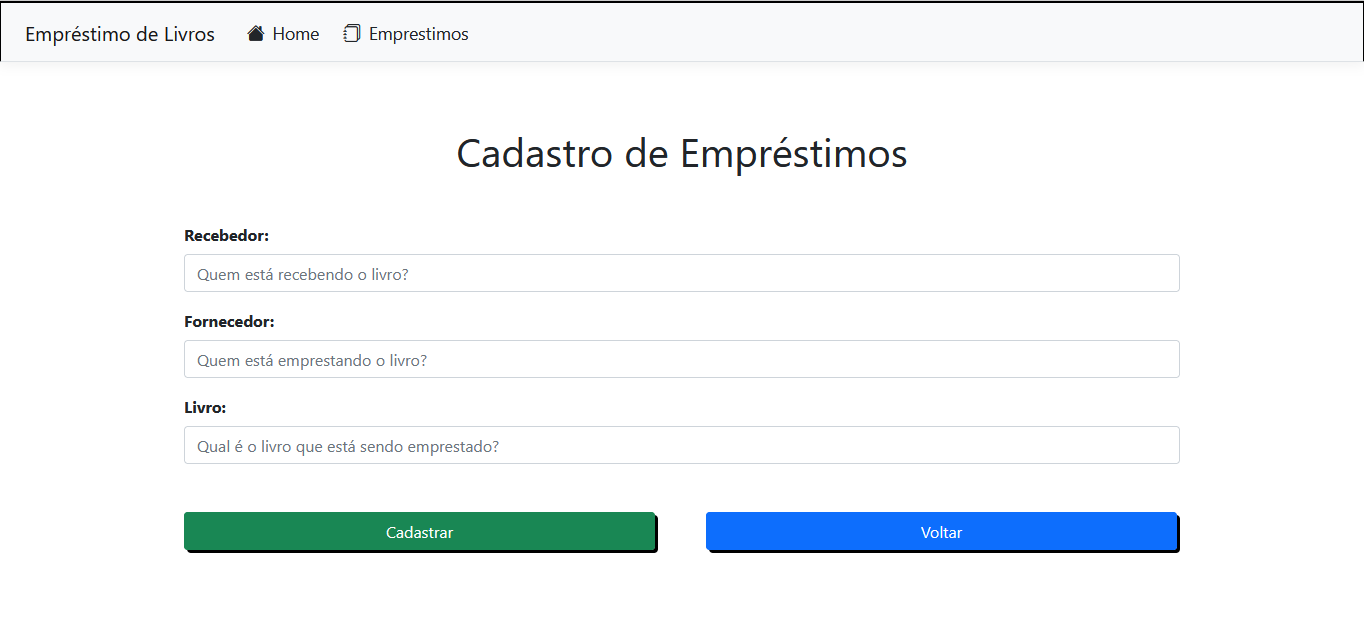 Empréstimo de Livros Home Emprestimos
Cadastro de Empréstimos
Recebedor:
Quem está recebendo o livro?
Fornecedor:
Quem está emprestando o livro?
Livro:
Qual é o livro que está sendo emprestado?
Cadastrar Voltar